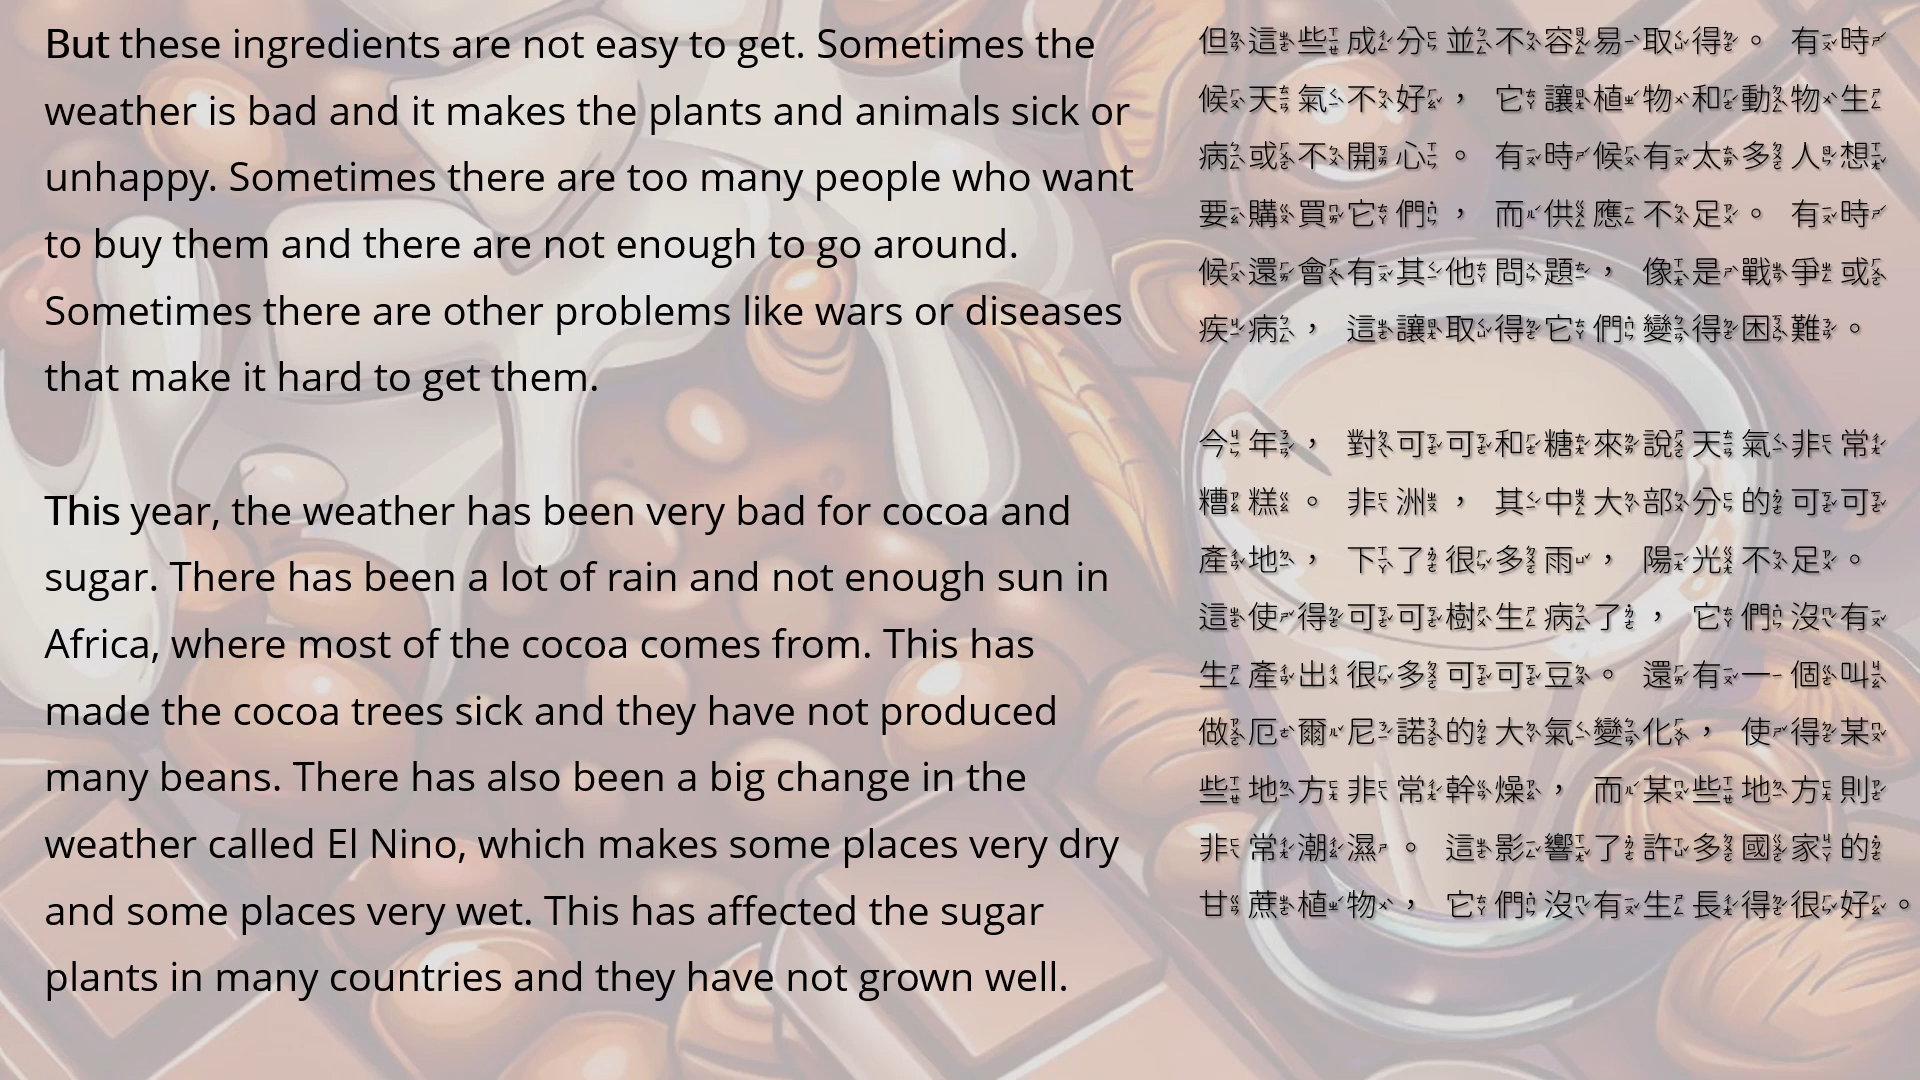 But these ingredients are not easy to get. Sometimes the
weather is bad and it makes the plants and animals sick or
unhappy. Sometimes there are too many people who want
to buy them and there are not enough to go around.
Sometimes there are other problems like wars or diseases
that make it hard to get them.
This year, the weather has been very bad for cocoa and
sugar. There has been a lot of rain and not enough sun in
Africa, where most of the cocoa comes from. This has
made the cocoa trees sick and they have not produced
many beans. There has also been a big change in the
weather called El Nino, which makes some places very dry
and some places very wet. This has affected the sugar
plants in many countries and they have not grown well.
但這些成分並不容易取得。 有時
候天氣不好， 它讓植物和動物生
病或不開心。 有時候有太多人想
要購買它們， 而供應不足。 有時
候還會有其他問題， 像是戰爭或
疾病， 這讓取得它們變得困難。
今年， 對可可和糖來說天氣非常
糟糕。 非洲， 其中大部分的可可
產地， 下了很多雨， 陽光不足。
這使得可可樹生病了， 它們沒有
生產出很多可可豆。 還有一個叫
做厄爾尼諾的大氣變化， 使得某
些地方非常幹燥， 而某些地方則
非常潮濕。 這影響了許多國家的
甘蔗植物， 它們沒有生長得很好。